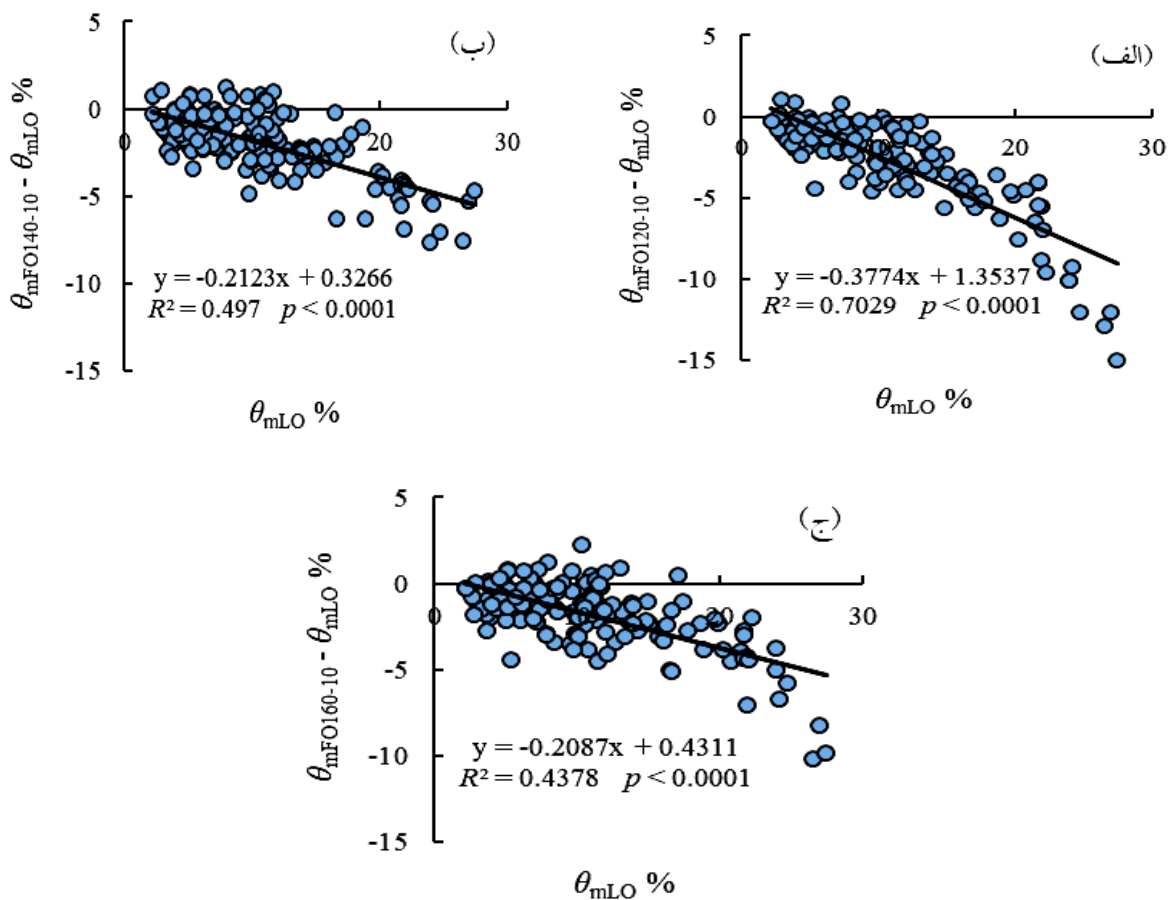 (الف)
5
0
-5
-10
-15
0
10
20
30
θmFO120-10 - θmLO %
y = -0.3774x + 1.3537
R² = 0.7029 p < 0.0001
θmLO %
(ب)
5
0
-5
-10
-15
0
10
20
30
θmFO140-10 - θmLO %
y = -0.2123x + 0.3266
R² = 0.497 p < 0.0001
θmLO %
(ج)
5
0
-5
-10
-15
0
20
30
θmFO160-10 - θmLO %
y = -0.2087x + 0.4311
R² = 0.4378 p < 0.0001
θmLO %